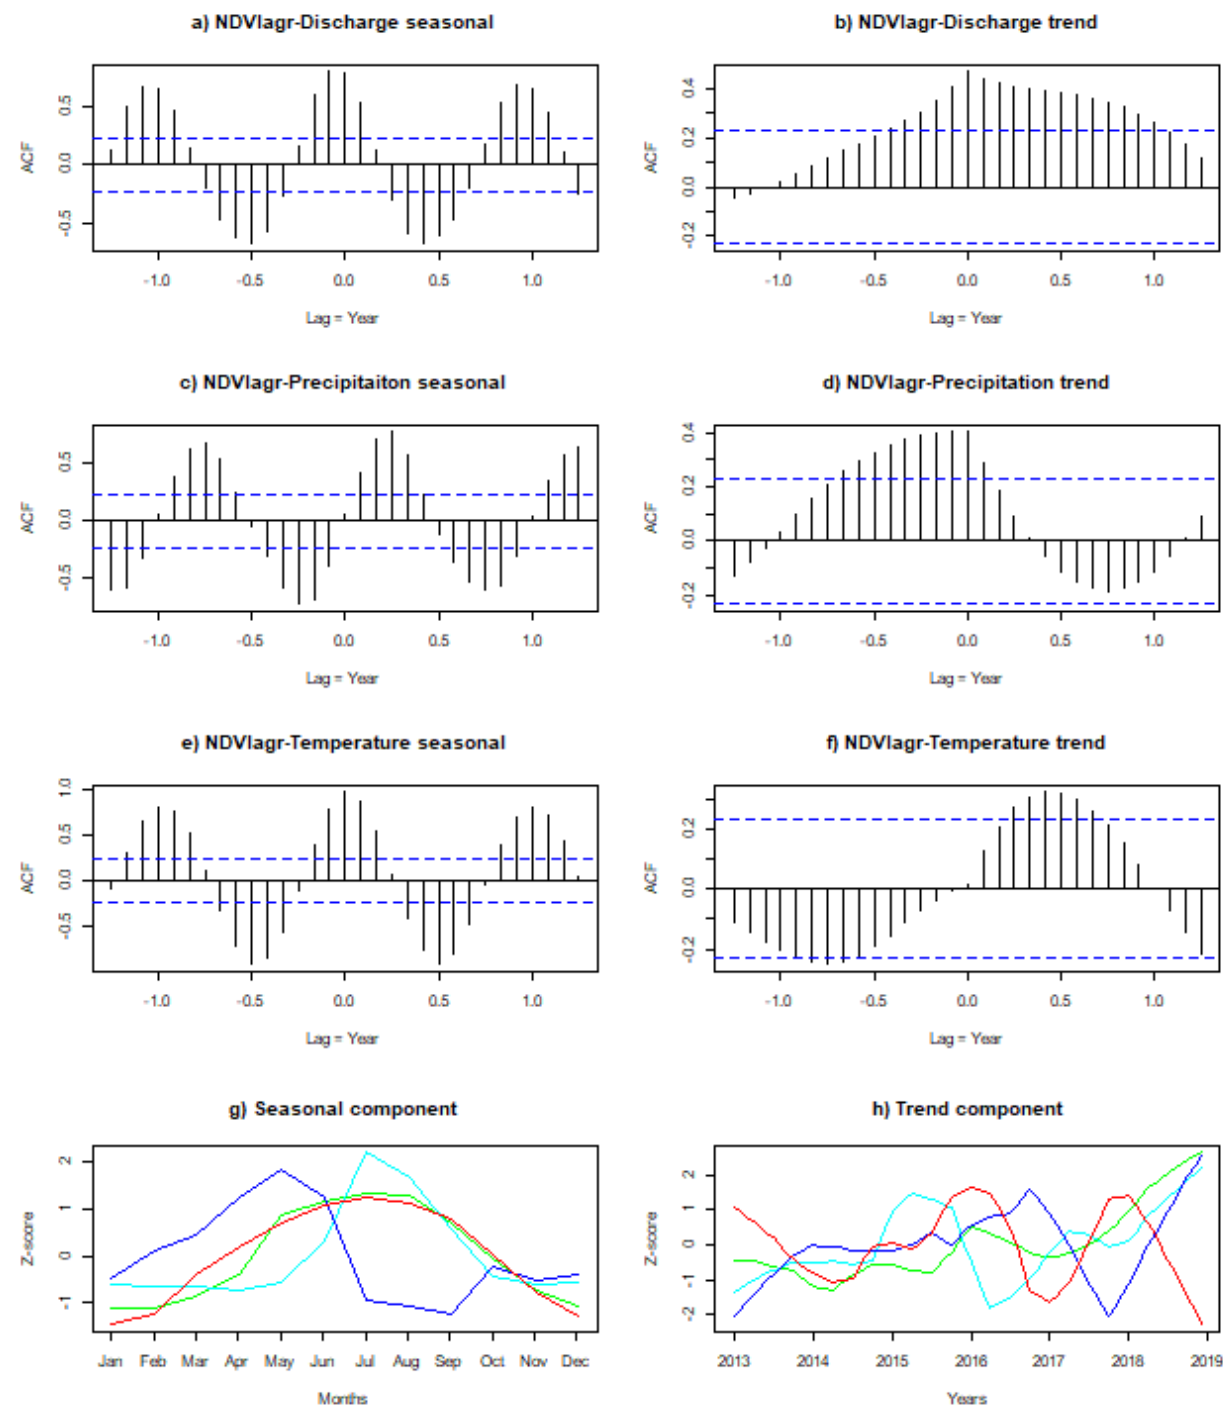 a) NDVIagr-Discharge seasonal
ACF
0.5
0.0
-0.5
-1.0 -0.5 0.0 0.5 1.0
Lag = Year
b) NDVIagr-Discharge trend
ACF
0.4
0.2
0.0
-0.2
-1.0 -0.5 0.0 0.5 1.0
Lag = Year
c) NDVIagr-Precipitaiton seasonal
ACF
0.5
0.0
-0.5
-1.0 -0.5 0.0 0.5 1.0
Lag = Year
d) NDVIagr-Precipitation trend
ACF
0.4
0.2
0.0
-0.2
-1.0 -0.5 0.0 0.5 1.0
Lag = Year
e) NDVIagr-Temperature seasonal
ACF
1.0
0.5
0.0
-0.5
-1.0 -0.5 0.0 0.5 1.0
Lag = Year
f) NDVIagr-Temperature trend
ACF
0.2
0.0
-0.2
-1.0 -0.5 0.0 0.5 1.0
Lag = Year
g) Seasonal component
Z-score
2
1
0
-1
Jan Feb Mar Apr May Jun Jul Aug Sep Oct Nov Dec
Months
h) Trend component
Z-score
2
1
0
-1
-2
2013 2014 2015 2016 2017 2018 2019
Years